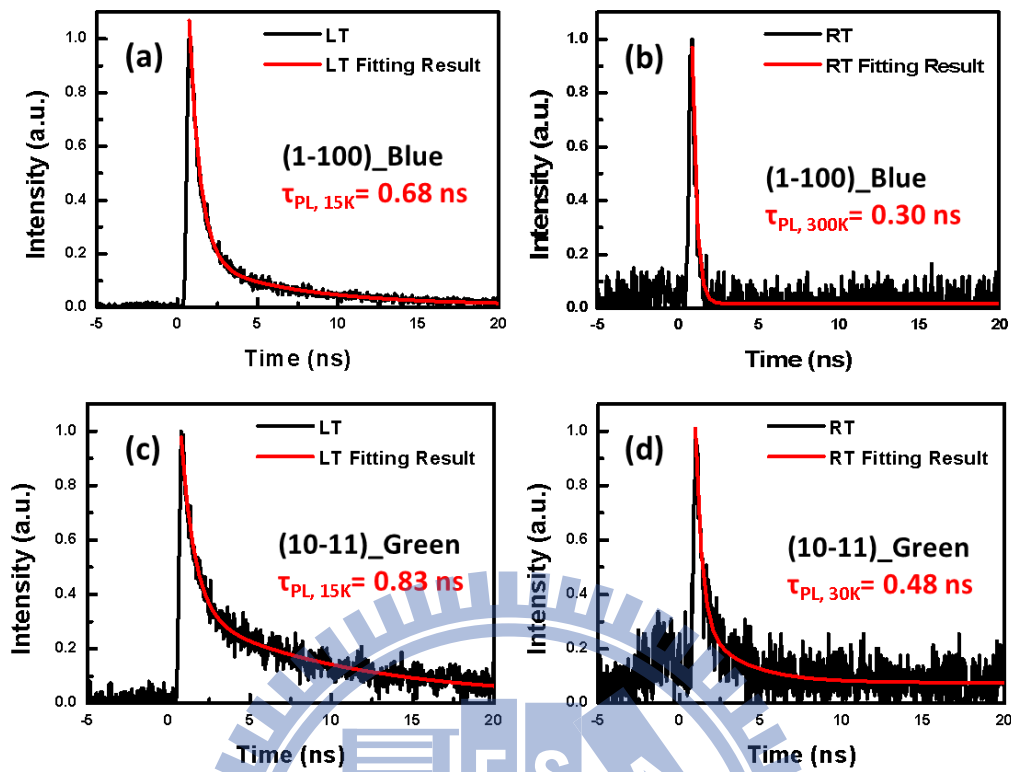 (a)
LT
LT Fitting Result
(1-100)_Blue
τPL, 15K= 0.68 ns
Intensity (a.u.)
1.0
0.8
0.6
0.4
0.2
0.0
-5
0
5
10
15
20
Time (ns)
(b)
RT
RT Fitting Result
(1-100)_Blue
τPL, 300K= 0.30 ns
Intensity (a.u.)
1.0
0.8
0.6
0.4
0.2
0.0
-5
0
5
10
15
20
Time (ns)
(c)
LT
LT Fitting Result
(10-11)_Green
τPL, 15K= 0.83 ns
Intensity (a.u.)
1.0
0.8
0.6
0.4
0.2
0.0
-5
0
5
10
15
20
Time (ns)
(d)
RT
RT Fitting Result
(10-11)_Green
τPL, 30K= 0.48 ns
Intensity (a.u.)
1.0
0.8
0.6
0.4
0.2
0.0
-5
0
5
10
15
20
Time (ns)